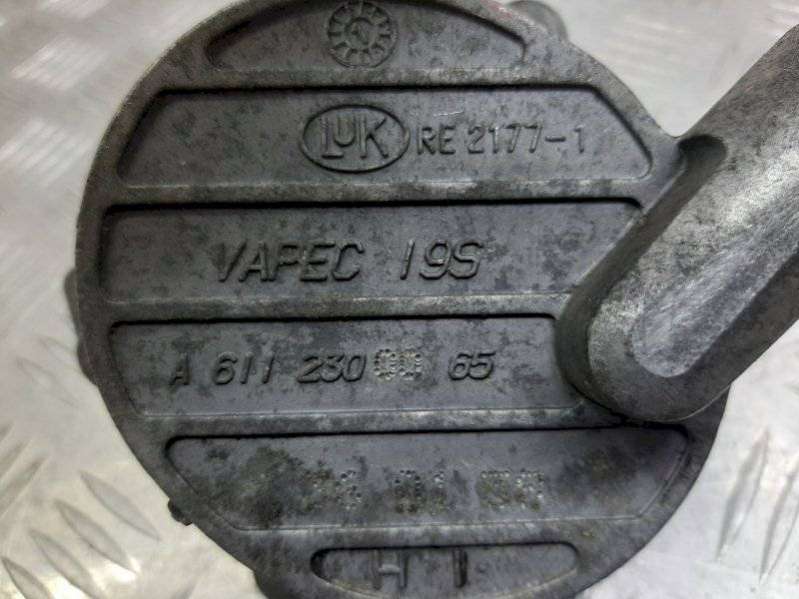 LuK RE 2177-1
VAPEC 19S
A 611 230 65
H I